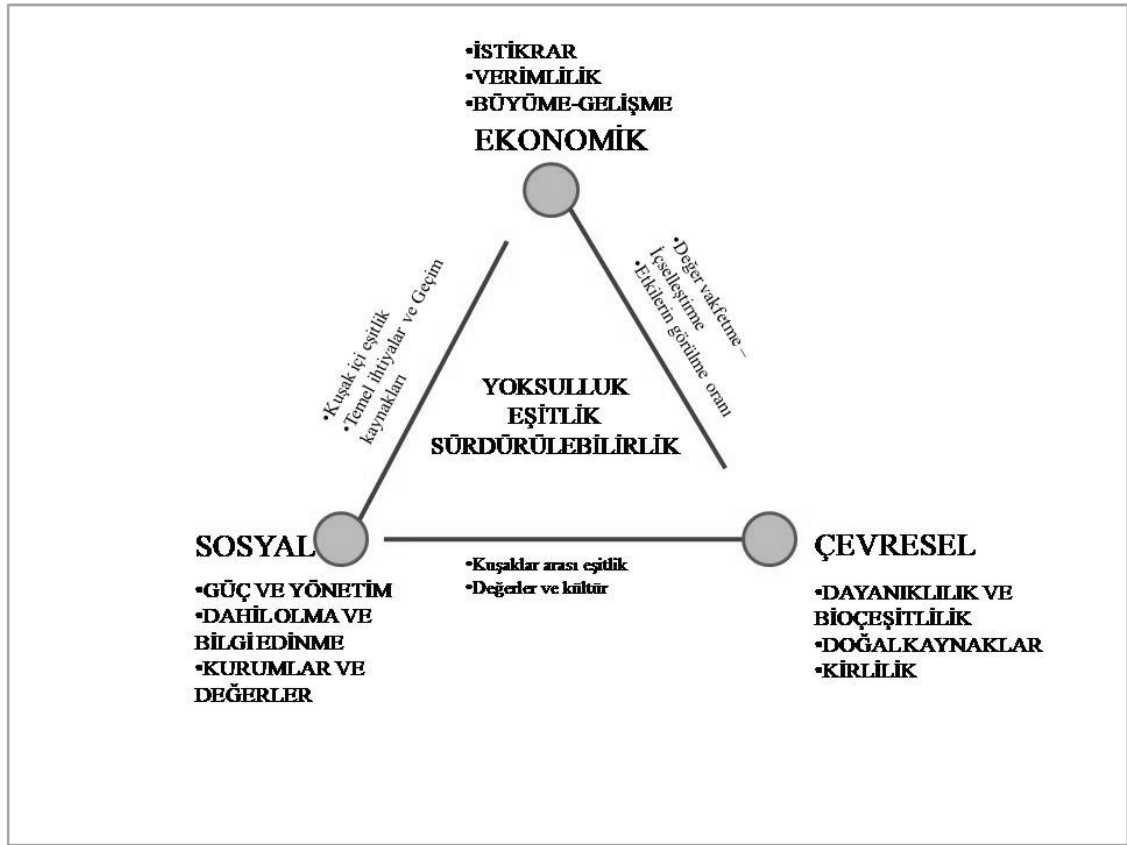 •İSTİKRAR
•VERİMLİLİK
•BÜYÜME-GELİŞME
EKONOMİK
•Kuşak içi eşitlik
•Temel ihtiyalar ve Geçim
kaynakları
•Değer vakfetme –
İçselleştirme
•Etkilerin görülme oranı
YOKSULLUK
EŞİTLİK
SÜRDÜRÜLEBİLİRLİK
SOSYAL
•GÜÇ VE YÖNETİM
•DAHİL OLMA VE
BİLGİ EDİNME
•KURUMLAR VE
DEĞERLER
•Kuşaklar arası eşitlik
•Değerler ve kültür
ÇEVRESEL
•DAYANIKLILIK VE
BİOÇEŞİTLİLİK
•DOĞAL KAYNAKLAR
•KİRLİLİK